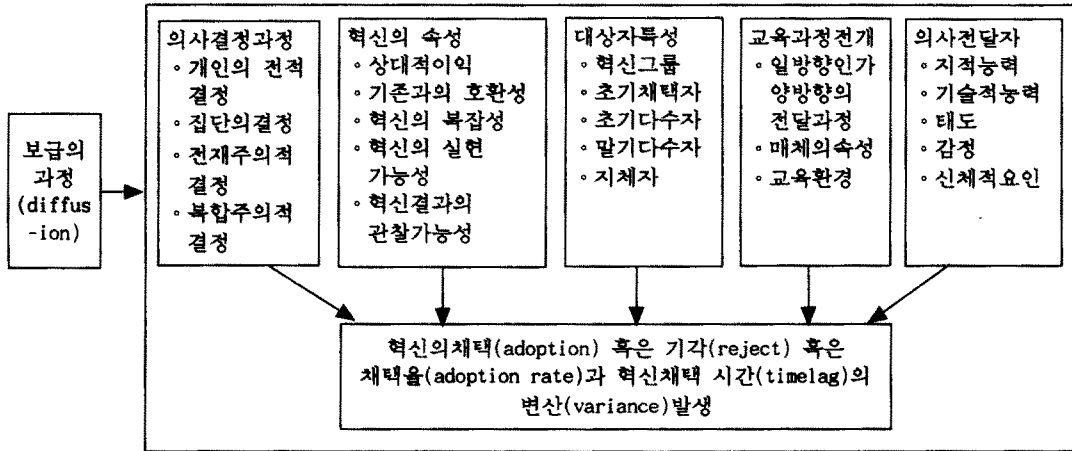 보급의
과정
(diffus
-ion)
의사결정과정
◦ 개인의 전적
결정
◦ 집단의결정
◦ 전재주의적
결정
◦ 복합주의적
결정
혁신의 속성
◦ 상대적이익
◦ 기존과의 호환성
◦ 혁신의 복잡성
◦ 혁신의 실현
가능성
◦ 혁신결과의
관찰가능성
대상자특성
◦ 혁신그룹
◦ 초기채택자
◦ 초기다수자
◦ 말기다수자
◦ 지체자
교육과정전개
◦ 일방향인가
양방향의
전달과정
◦ 매체의속성
◦ 교육환경
의사전달자
◦ 지적능력
◦ 기술적능력
◦ 태도
◦ 감정
◦ 신체적요인
혁신의채택(adoption) 혹은 기각(reject) 혹은
채택율(adoption rate)과 혁신채택 시간(timelag)의
변산(variance)발생